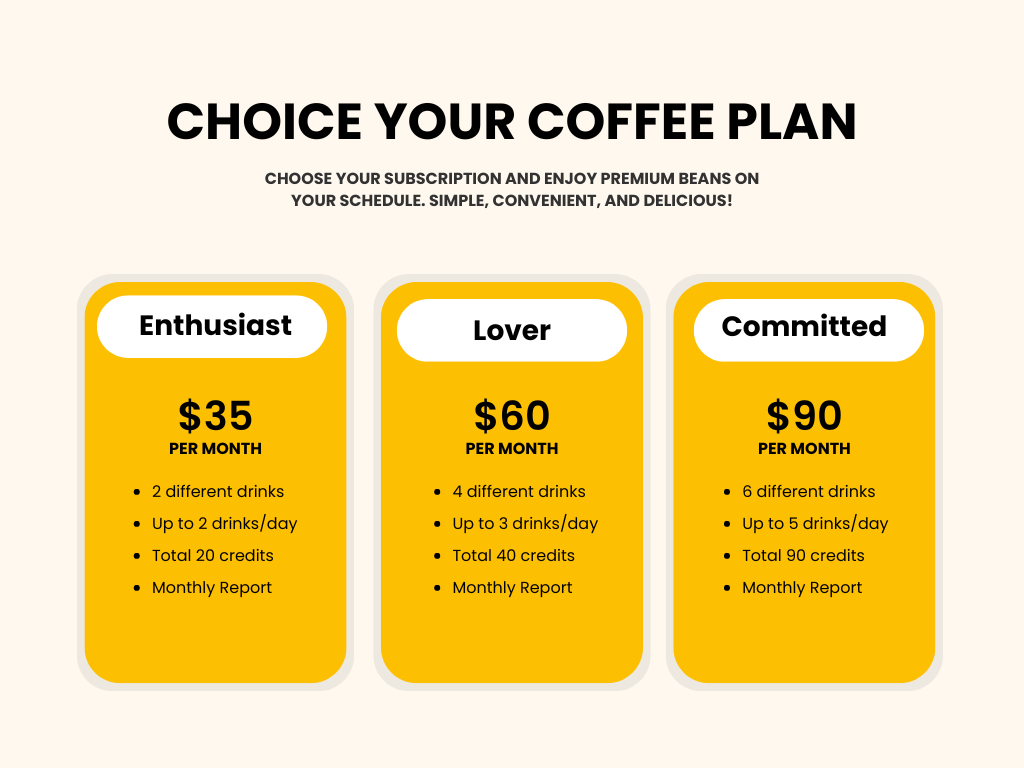 CHOICE YOUR COFFEE PLAN
CHOOSE YOUR SUBSCRIPTION AND ENJOY PREMIUM BEANS ON
YOUR SCHEDULE. SIMPLE, CONVENIENT, AND DELICIOUS!
Enthusiast
$35
PER MONTH
• 2 different drinks
• Up to 2 drinks/day
• Total 20 credits
• Monthly Report
Lover
$60
PER MONTH
• 4 different drinks
• Up to 3 drinks/day
• Total 40 credits
• Monthly Report
Committed
$90
PER MONTH
• 6 different drinks
• Up to 5 drinks/day
• Total 90 credits
• Monthly Report